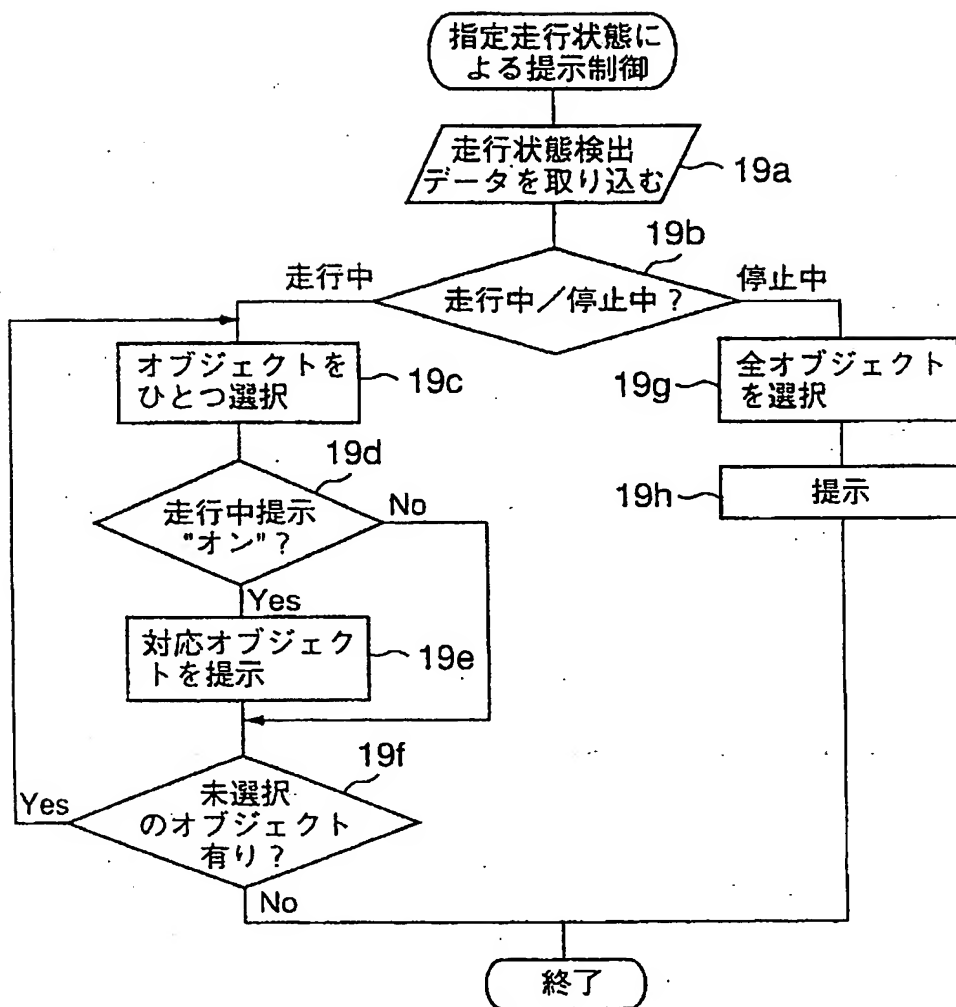 指定走行状態に
よる提示制御
走行状態検出
データを取り込む
19a
19b
走行中
走行中／停止中？
停止中
オブジェクトを
ひとつ選択
19c
19g
全オブジェクト
を選択
19d
走行中提示
"オン"？
No
Yes
19h
提示
対応オブジェク
トを提示
19e
19f
未選択
のオブジェクト
有り？
Yes
No
終了